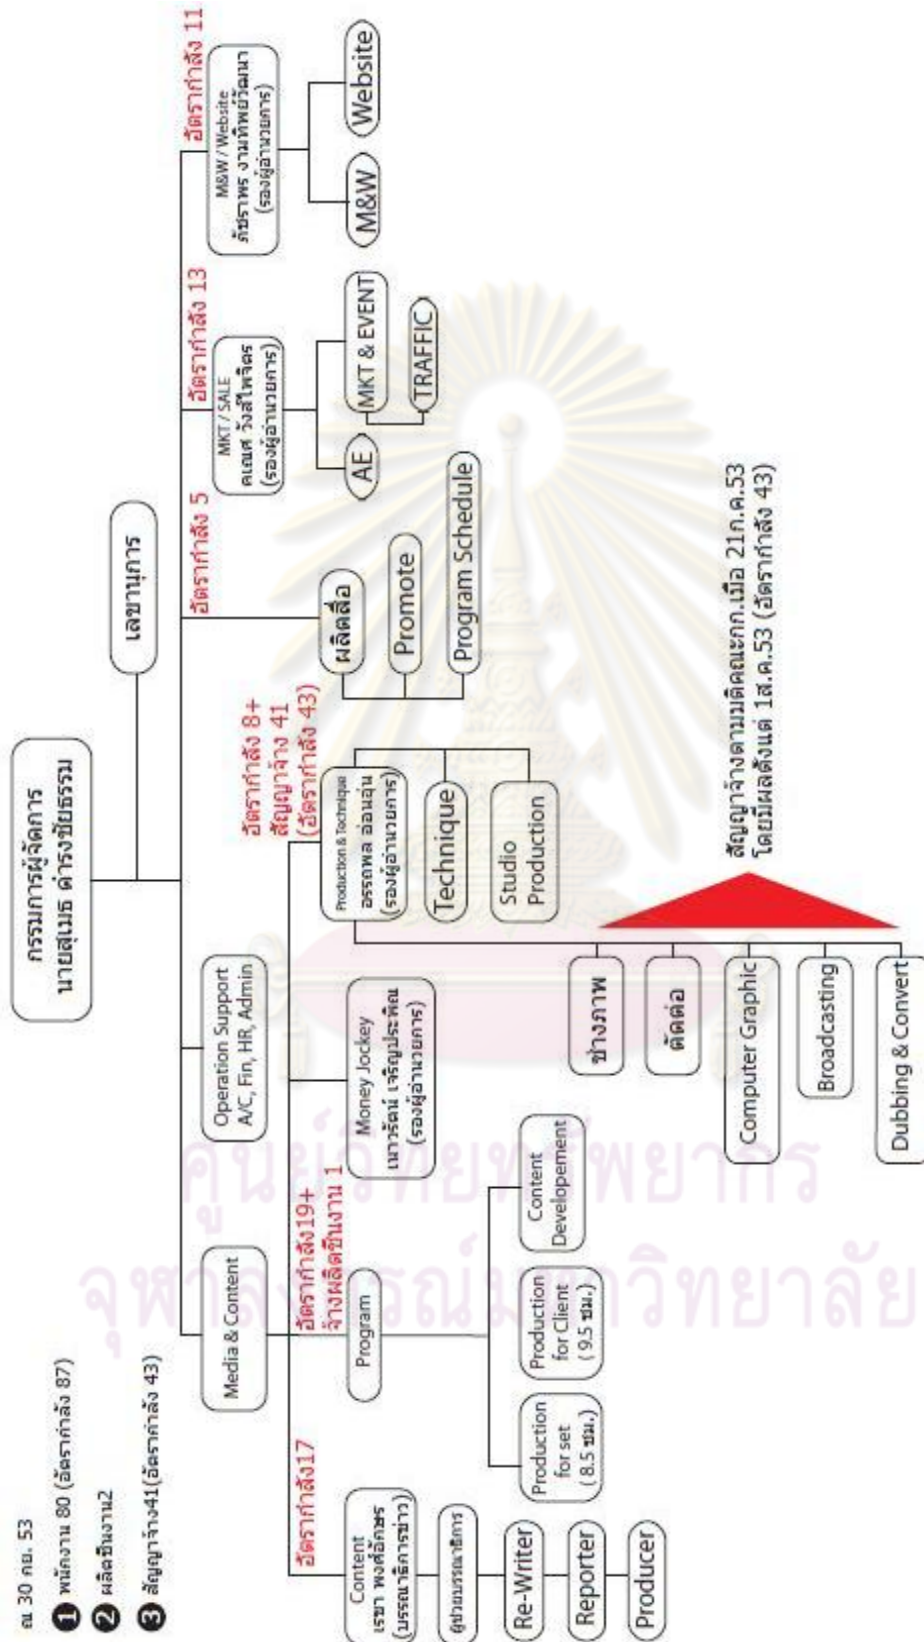 ณ 30 กย. 53
1 พนักงาน 80 (อัตรากำลัง 87)
2 ผลิตชิ้นงาน2
3 สัญญาจ้าง41(อัตรากำลัง 43)
กรรมการผู้จัดการ
นายสุเมธ ดำรงชัยธรรม
เลขานุการ
Media & Content
Operation Support
A/C, Fin, HR, Admin
อัตรากำลัง 5
อัตรากำลัง 13
MKT / SALE
คเณศ วังส์ไพจิตร
(รองผู้อำนวยการ)
อัตรากำลัง 11
M&W / Website
ภัชราพร งามทิพย์วัฒนา
(รองผู้อำนวยการ)
อัตรากำลัง17
Content
เรขา พงศ์อักษร
(บรรณาธิการข่าว)
ผู้ช่วยบรรณาธิการ
Re-Writer
Reporter
Producer
อัตรากำลัง19+
จ้างผลิตชิ้นงาน 1
Program
Production
for set
( 8.5 ชม.)
Production
for Client
( 9.5 ชม.)
Content
Developement
Money Jockey
เนาวรัตน์ เจริญประพิณ
(รองผู้อำนวยการ)
อัตรากำลัง 8+
สัญญาจ้าง 41
(อัตรากำลัง 43)
Production & Technique
อรรถพล อ่อนอุ่น
(รองผู้อำนวยการ)
Technique
Studio
Production
ช่างภาพ
ตัดต่อ
Computer Graphic
Broadcasting
Dubbing & Convert
สัญญาจ้างตามมติคณะกก.เมื่อ 21ก.ค.53
โดยมีผลตั้งแต่ 1ส.ค.53 (อัตรากำลัง 43)
ผลิตสื่อ
Promote
Program Schedule
AE
MKT & EVENT
TRAFFIC
M&W
Website
ศูนย์วิทยทรัพยากร
จุฬาลงกรณ์มหาวิทยาลัย